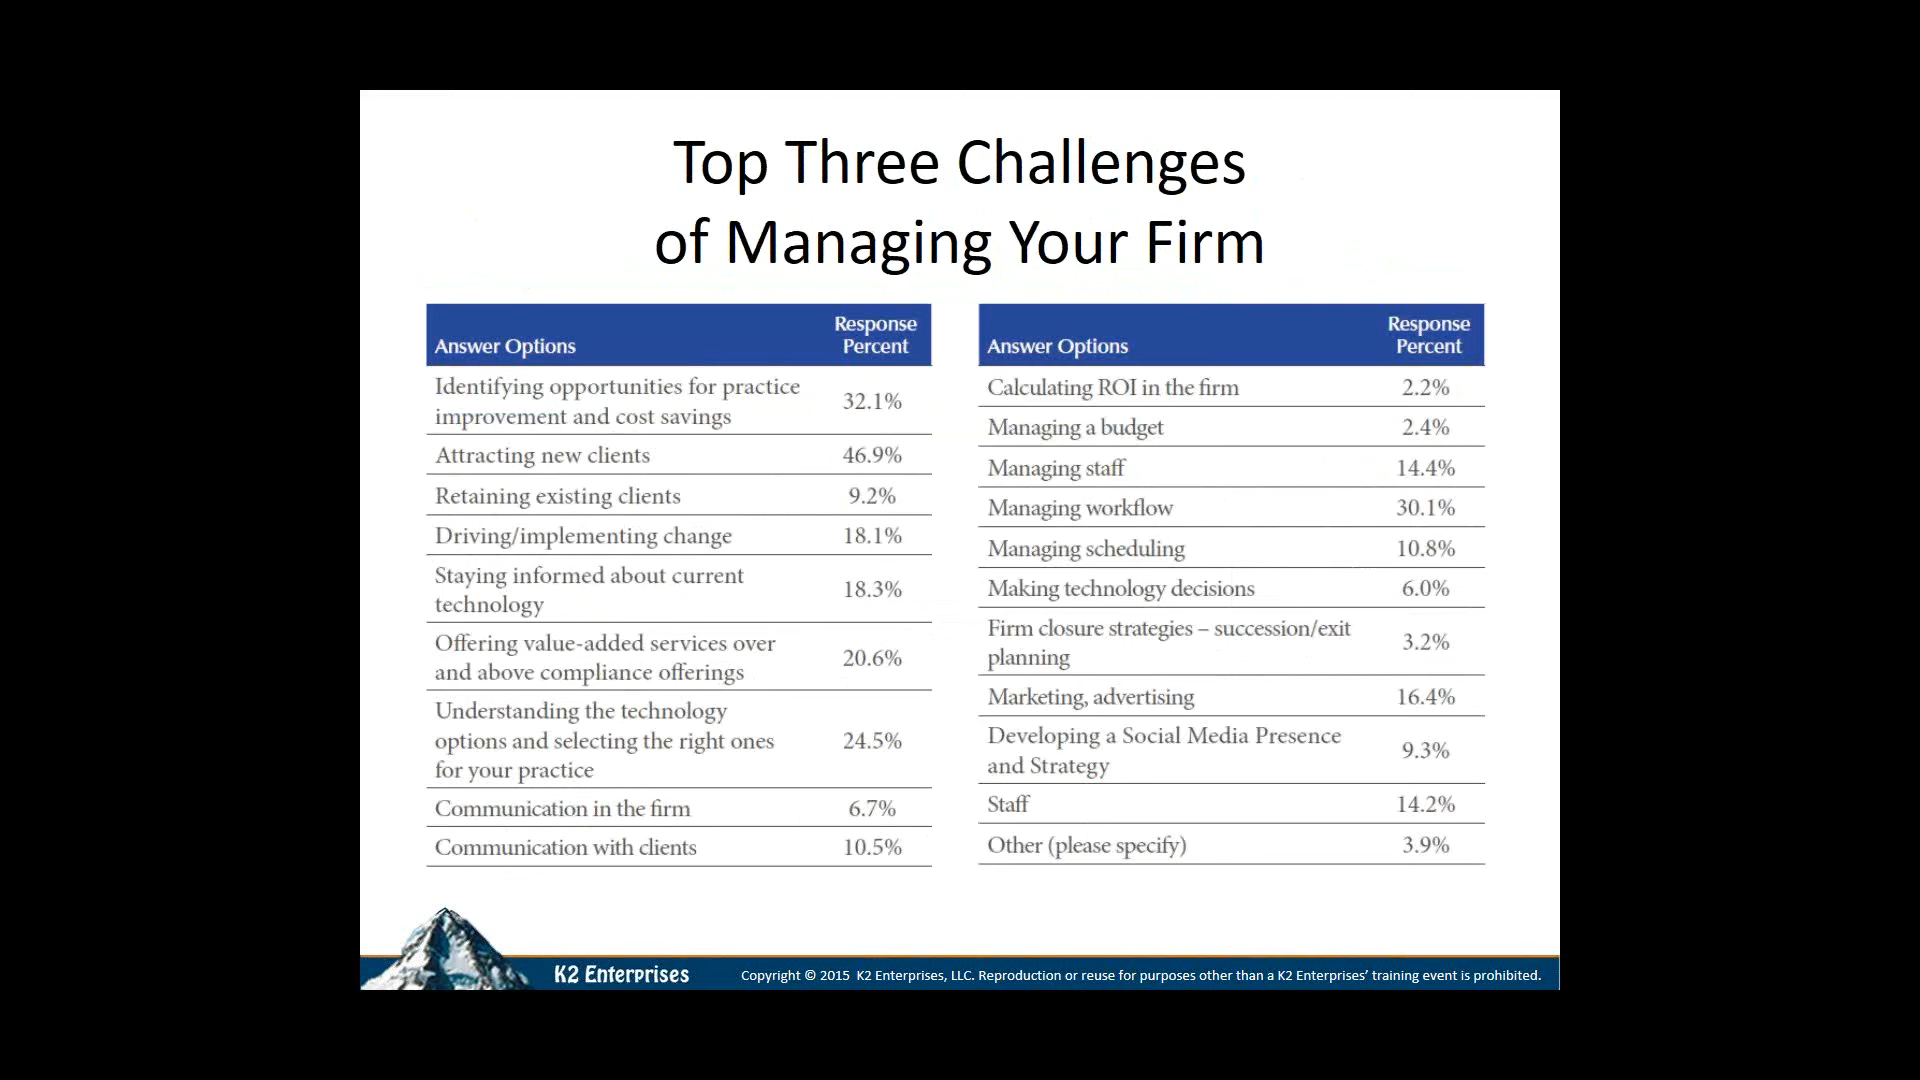 Top Three Challenges
of Managing Your Firm
Answer Options
Response
Percent
Identifying opportunities for practice
improvement and cost savings
32.1%
Attracting new clients
46.9%
Retaining existing clients
9.2%
Driving/implementing change
18.1%
Staying informed about current
technology
18.3%
Offering value-added services over
and above compliance offerings
20.6%
Understanding the technology
options and selecting the right ones
for your practice
24.5%
Communication in the firm
6.7%
Communication with clients
10.5%
Answer Options
Response
Percent
Calculating ROI in the firm
2.2%
Managing a budget
2.4%
Managing staff
14.4%
Managing workflow
30.1%
Managing scheduling
10.8%
Making technology decisions
6.0%
Firm closure strategies – succession/exit
planning
3.2%
Marketing, advertising
16.4%
Developing a Social Media Presence
and Strategy
9.3%
Staff
14.2%
Other (please specify)
3.9%
K2 Enterprises
Copyright © 2015 K2 Enterprises, LLC. Reproduction or reuse for purposes other than a K2 Enterprises’ training event is prohibited.